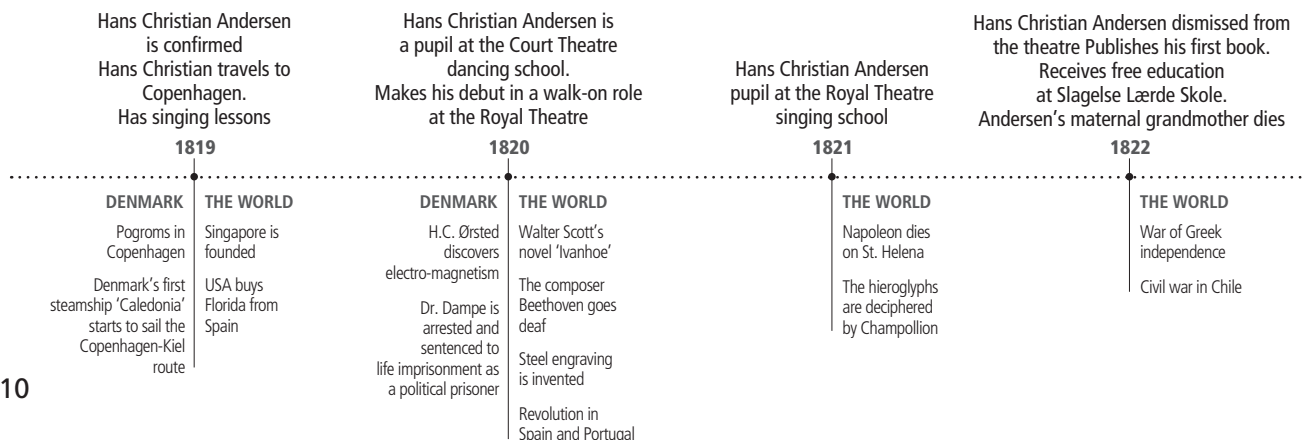 Hans Christian Andersen
is confirmed
Hans Christian travels to
Copenhagen.
Has singing lessons
1819
DENMARK
Pogroms in
Copenhagen
Denmark's first
steamship 'Caledonia'
starts to sail the
Copenhagen-Kiel
route
THE WORLD
Singapore is
founded
USA buys
Florida from
Spain
Hans Christian Andersen is
a pupil at the Court Theatre
dancing school.
Makes his debut in a walk-on role
at the Royal Theatre
1820
DENMARK
H.C. Ørsted
discovers
electro-magnetism
Dr. Dampe is
arrested and
sentenced to
life imprisonment as
a political prisoner
THE WORLD
Walter Scott's
novel 'Ivanhoe'
The composer
Beethoven goes
deaf
Steel engraving
is invented
Revolution in
Spain and Portugal
Hans Christian Andersen
pupil at the Royal Theatre
singing school
1821
THE WORLD
Napoleon dies
on St. Helena
The hieroglyphs
are deciphered
by Champollion
Hans Christian Andersen dismissed from
the theatre Publishes his first book.
Receives free education
at Slagelse Lærde Skole.
Andersen's maternal grandmother dies
1822
THE WORLD
War of Greek
independence
Civil war in Chile
10